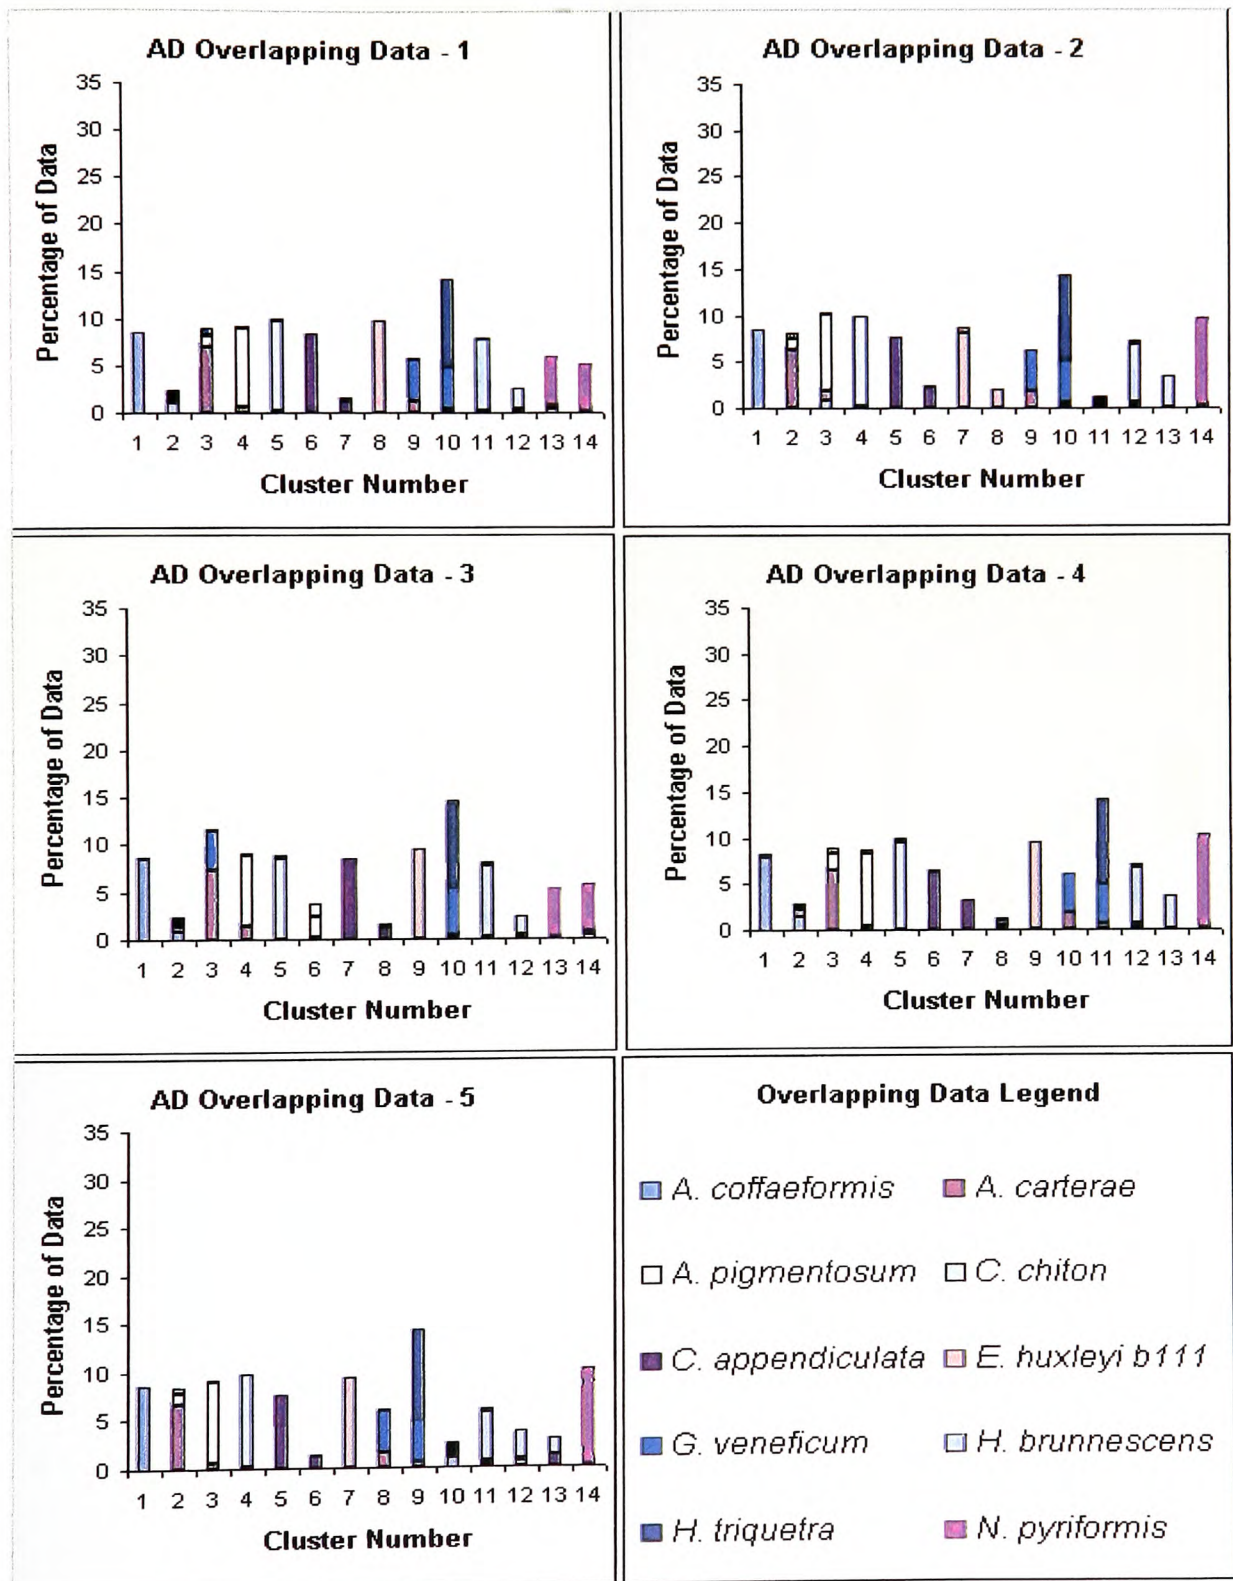 AD Overlapping Data - 1
35
30
25
20
15
10
5
0
Percentage of Data
1 2 3 4 5 6 7 8 9 10 11 12 13 14
Cluster Number
AD Overlapping Data - 2
35
30
25
20
15
10
5
0
Percentage of Data
1 2 3 4 5 6 7 8 9 10 11 12 13 14
Cluster Number
AD Overlapping Data - 3
35
30
25
20
15
10
5
0
Percentage of Data
1 2 3 4 5 6 7 8 9 10 11 12 13 14
Cluster Number
AD Overlapping Data - 4
35
30
25
20
15
10
5
0
Percentage of Data
1 2 3 4 5 6 7 8 9 10 11 12 13 14
Cluster Number
AD Overlapping Data - 5
35
30
25
20
15
10
5
0
Percentage of Data
1 2 3 4 5 6 7 8 9 10 11 12 13 14
Cluster Number
Overlapping Data Legend
A. coffaeformis A. carterae
A. pigmentosum C. chiton
C. appendiculata E. huxleyi b111
G. veneficum H. brunnescens
H. triquetra N. pyriformis